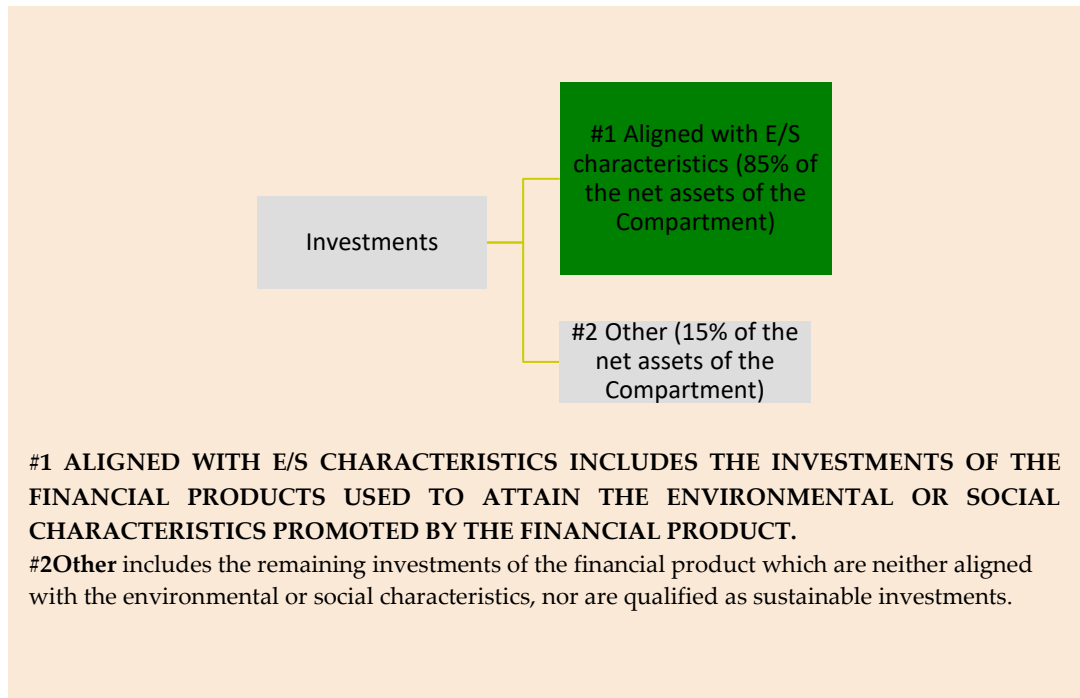 #1 Aligned with E/S
characteristics (85% of
the net assets of the
Compartment)
Investments
#2 Other (15% of the
net assets of the
Compartment)
#1 ALIGNED WITH E/S CHARACTERISTICS INCLUDES THE INVESTMENTS OF THE
FINANCIAL PRODUCTS USED TO ATTAIN THE ENVIRONMENTAL OR SOCIAL
CHARACTERISTICS PROMOTED BY THE FINANCIAL PRODUCT.
#2Other includes the remaining investments of the financial product which are neither aligned
with the environmental or social characteristics, nor are qualified as sustainable investments.